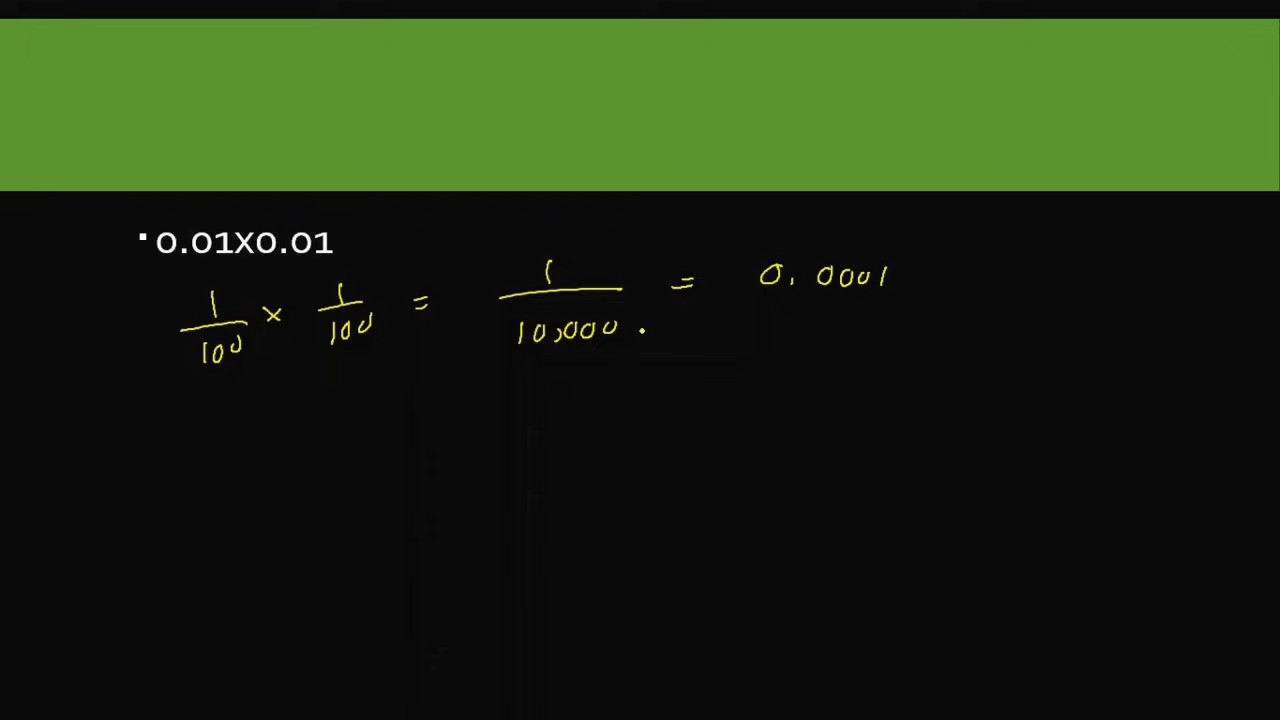 ▪0.01X0.01
1/100 × 1/100 = 1/10,000 = 0.0001